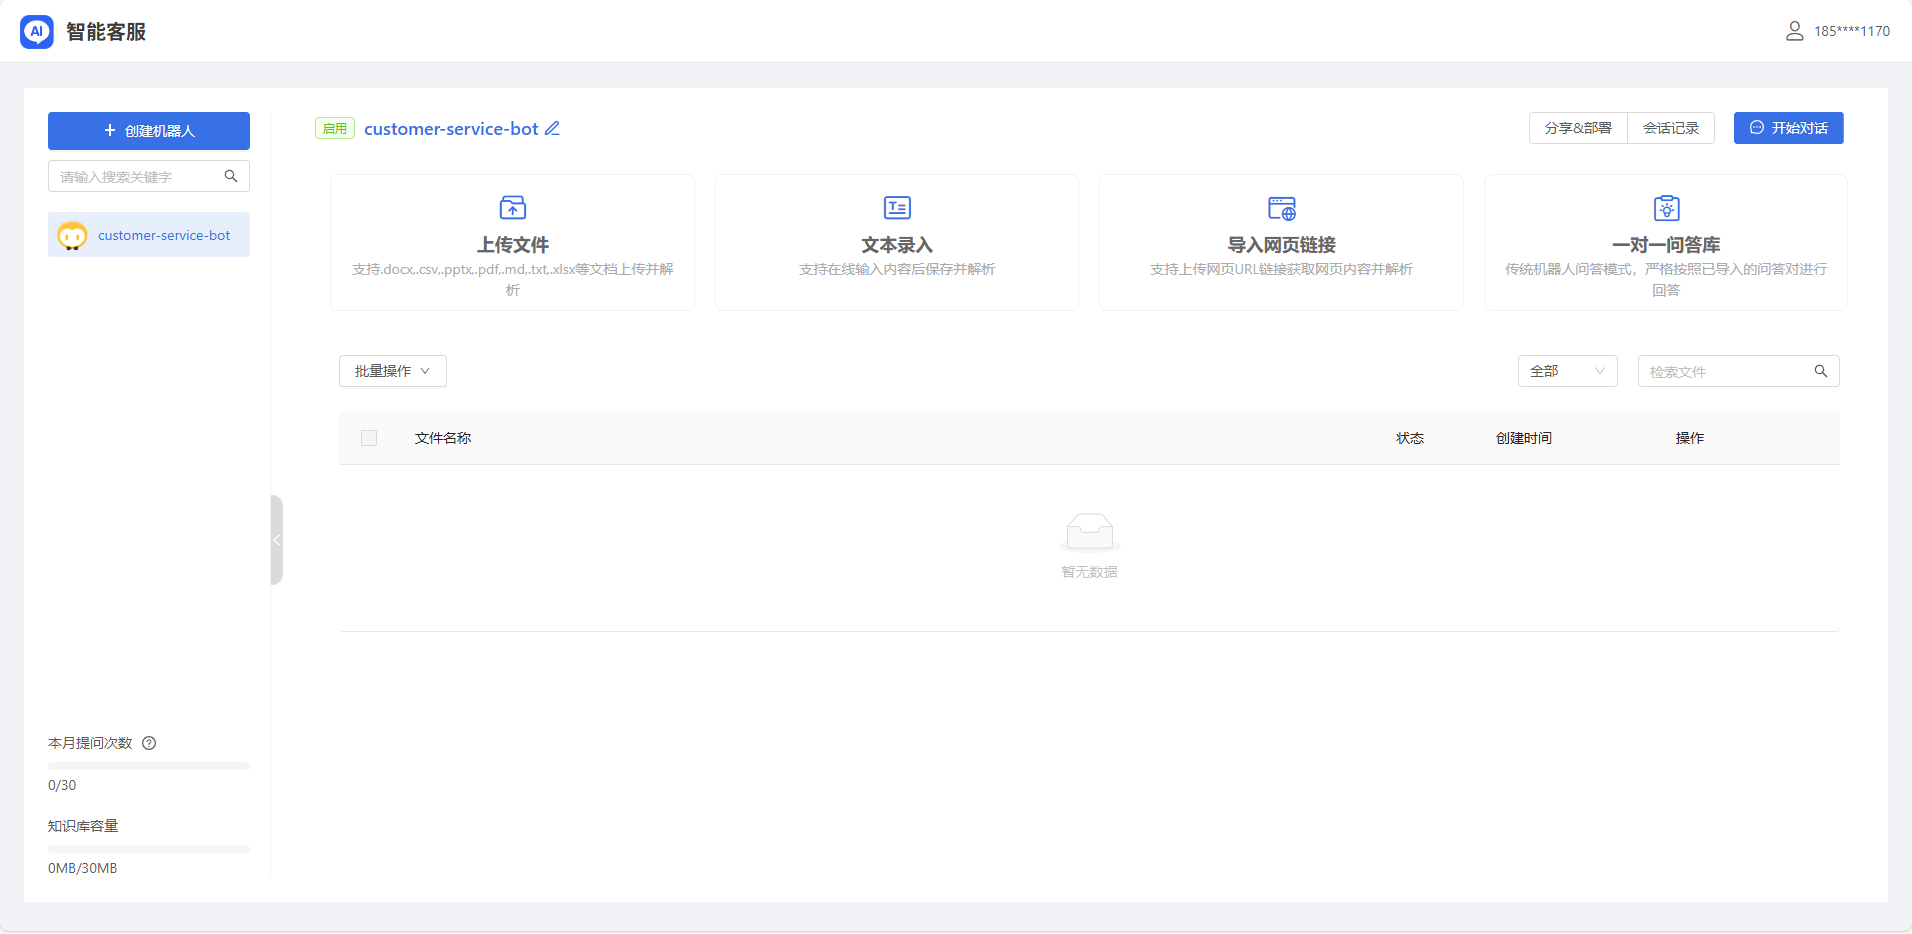 AI 智能客服
185****1170
+ 创建机器人
请输入搜索关键字
customer-service-bot
启用 customer-service-bot
分享&部署
会话记录
开始对话
上传文件
支持.docx,.csv,.pptx,.pdf,.md,.txt,.xlsx等文档上传并解
析
文本录入
支持在线输入内容后保存并解析
导入网页链接
支持上传网页URL链接获取网页内容并解析
一对一问答库
传统机器人问答模式，严格按照已导入的问答对进行
回答
批量操作
全部
检索文件
文件名称 状态 创建时间 操作
暂无数据
本月提问次数
0/30
知识库容量
0MB/30MB